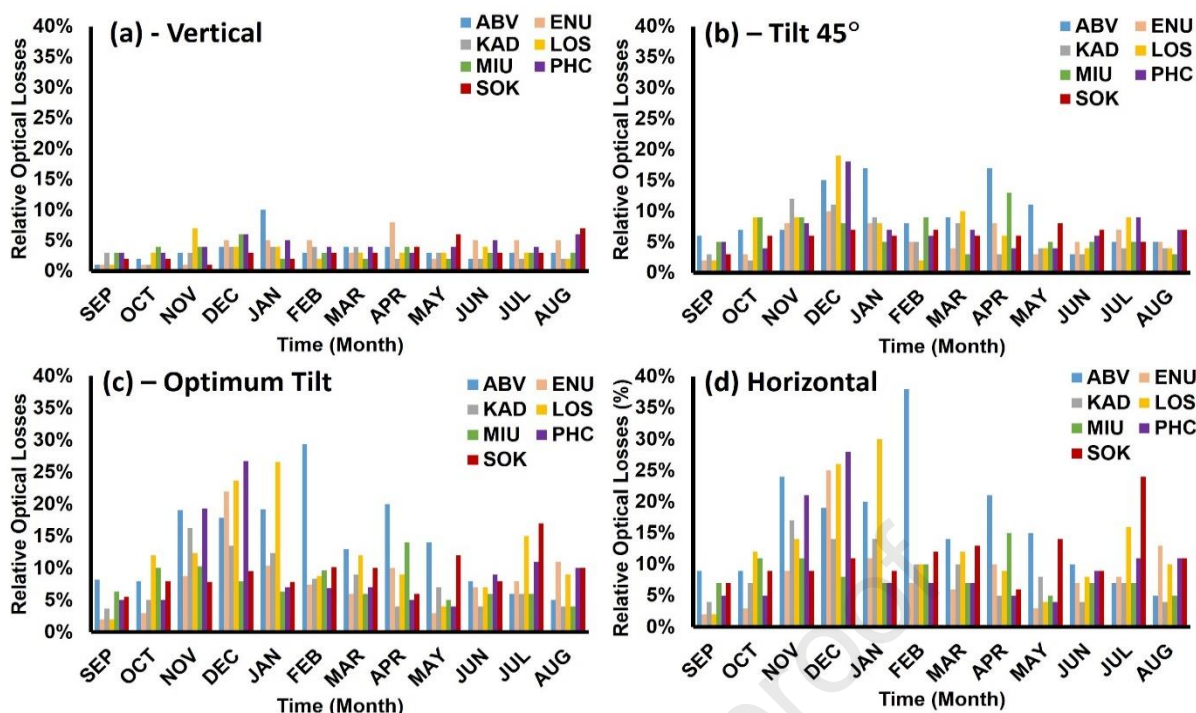 (a) - Vertical
ABV ENU
KAD LOS
MIU PHC
SOK
Relative Optical Losses
40%
35%
30%
25%
20%
15%
10%
5%
0%
SEP OCT NOV DEC JAN FEB MAR APR MAY JUN JUL AUG
Time (Month)
(b) – Tilt 45°
ABV ENU
KAD LOS
MIU PHC
SOK
Relative Optical Losses
40%
35%
30%
25%
20%
15%
10%
5%
0%
SEP OCT NOV DEC JAN FEB MAR APR MAY JUN JUL AUG
Time (Month)
(c) – Optimum Tilt
ABV ENU
KAD LOS
MIU PHC
SOK
Relative Optical Losses
40%
35%
30%
25%
20%
15%
10%
5%
0%
SEP OCT NOV DEC JAN FEB MAR APR MAY JUN JUL AUG
Time (Month)
(d) Horizontal
ABV ENU
KAD LOS
MIU PHC
SOK
Relative Optical Losses (%)
40%
35%
30%
25%
20%
15%
10%
5%
0%
SEP OCT NOV DEC JAN FEB MAR APR MAY JUN JUL AUG
Time (Month)
proof